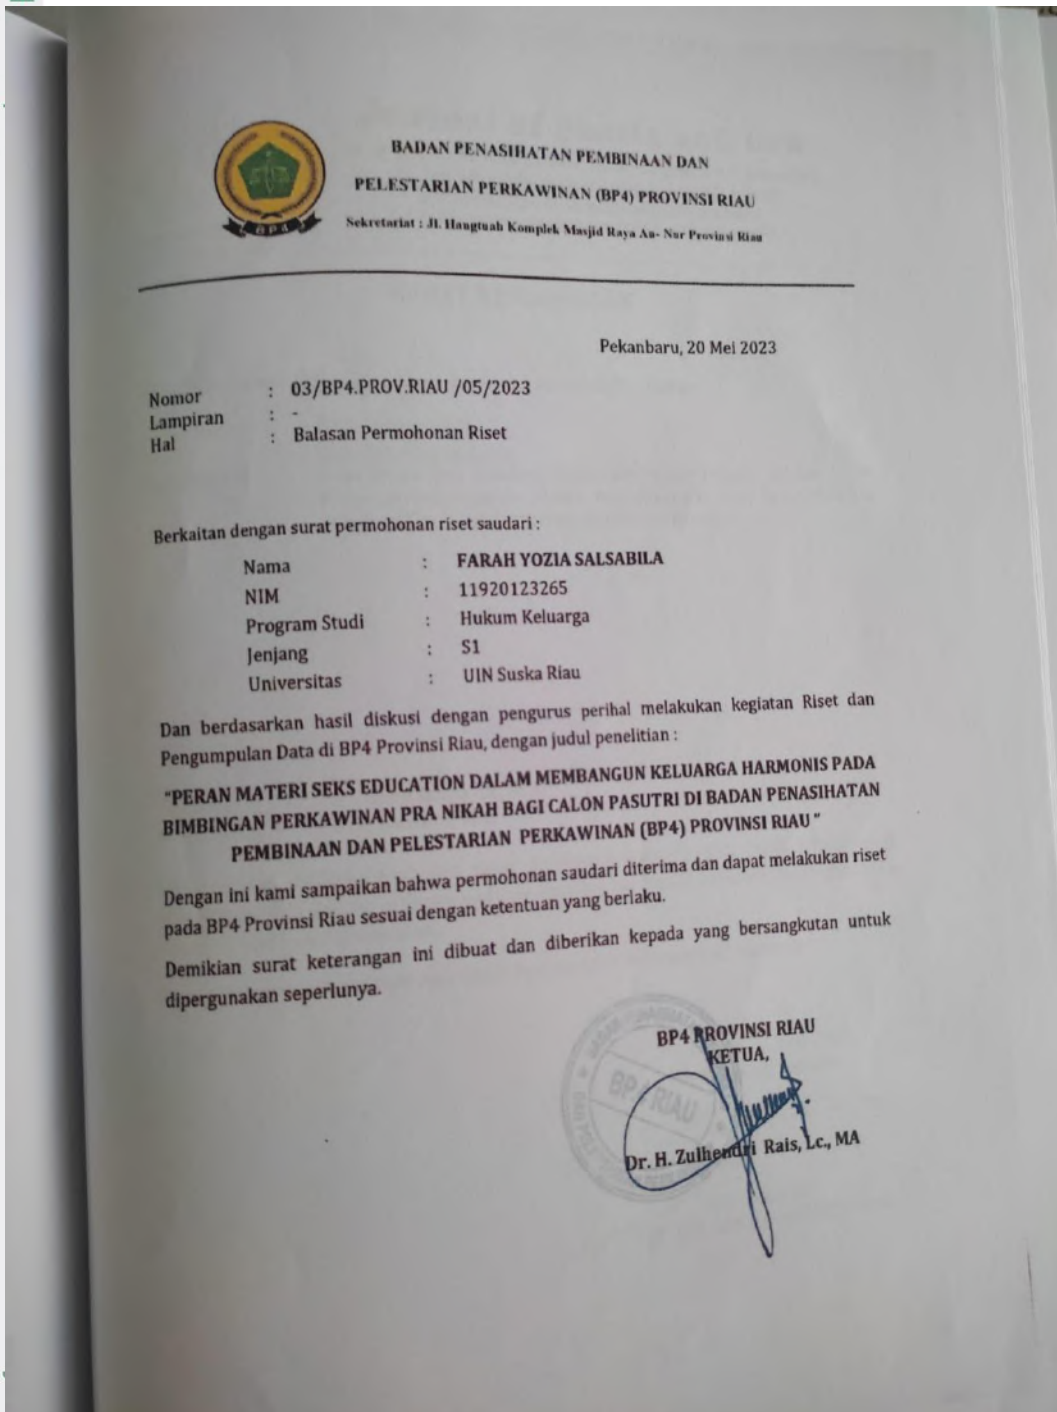 BP4
BADAN PENASIHATAN PEMBINAAN DAN
PELESTARIAN PERKAWINAN (BP4) PROVINSI RIAU
Sekretariat : Jl. Hangtuah Komplek Masjid Raya An- Nur Provinsi Riau
Pekanbaru, 20 Mei 2023
Nomor : 03/BP4.PROV.RIAU /05/2023
Lampiran : -
Hal : Balasan Permohonan Riset
Berkaitan dengan surat permohonan riset saudari :
Nama : FARAH YOZIA SALSABILA
NIM : 11920123265
Program Studi : Hukum Keluarga
Jenjang : S1
Universitas : UIN Suska Riau
Dan berdasarkan hasil diskusi dengan pengurus perihal melakukan kegiatan Riset dan
Pengumpulan Data di BP4 Provinsi Riau, dengan judul penelitian :
"PERAN MATERI SEKS EDUCATION DALAM MEMBANGUN KELUARGA HARMONIS PADA
BIMBINGAN PERKAWINAN PRA NIKAH BAGI CALON PASUTRI DI BADAN PENASIHATAN
PEMBINAAN DAN PELESTARIAN PERKAWINAN (BP4) PROVINSI RIAU "
Dengan ini kami sampaikan bahwa permohonan saudari diterima dan dapat melakukan riset
pada BP4 Provinsi Riau sesuai dengan ketentuan yang berlaku.
Demikian surat keterangan ini dibuat dan diberikan kepada yang bersangkutan untuk
dipergunakan seperlunya.
BP4 PROVINSI RIAU
KETUA,
BP4 RIAU
Dr. H. Zulhendri Rais, Lc., MA